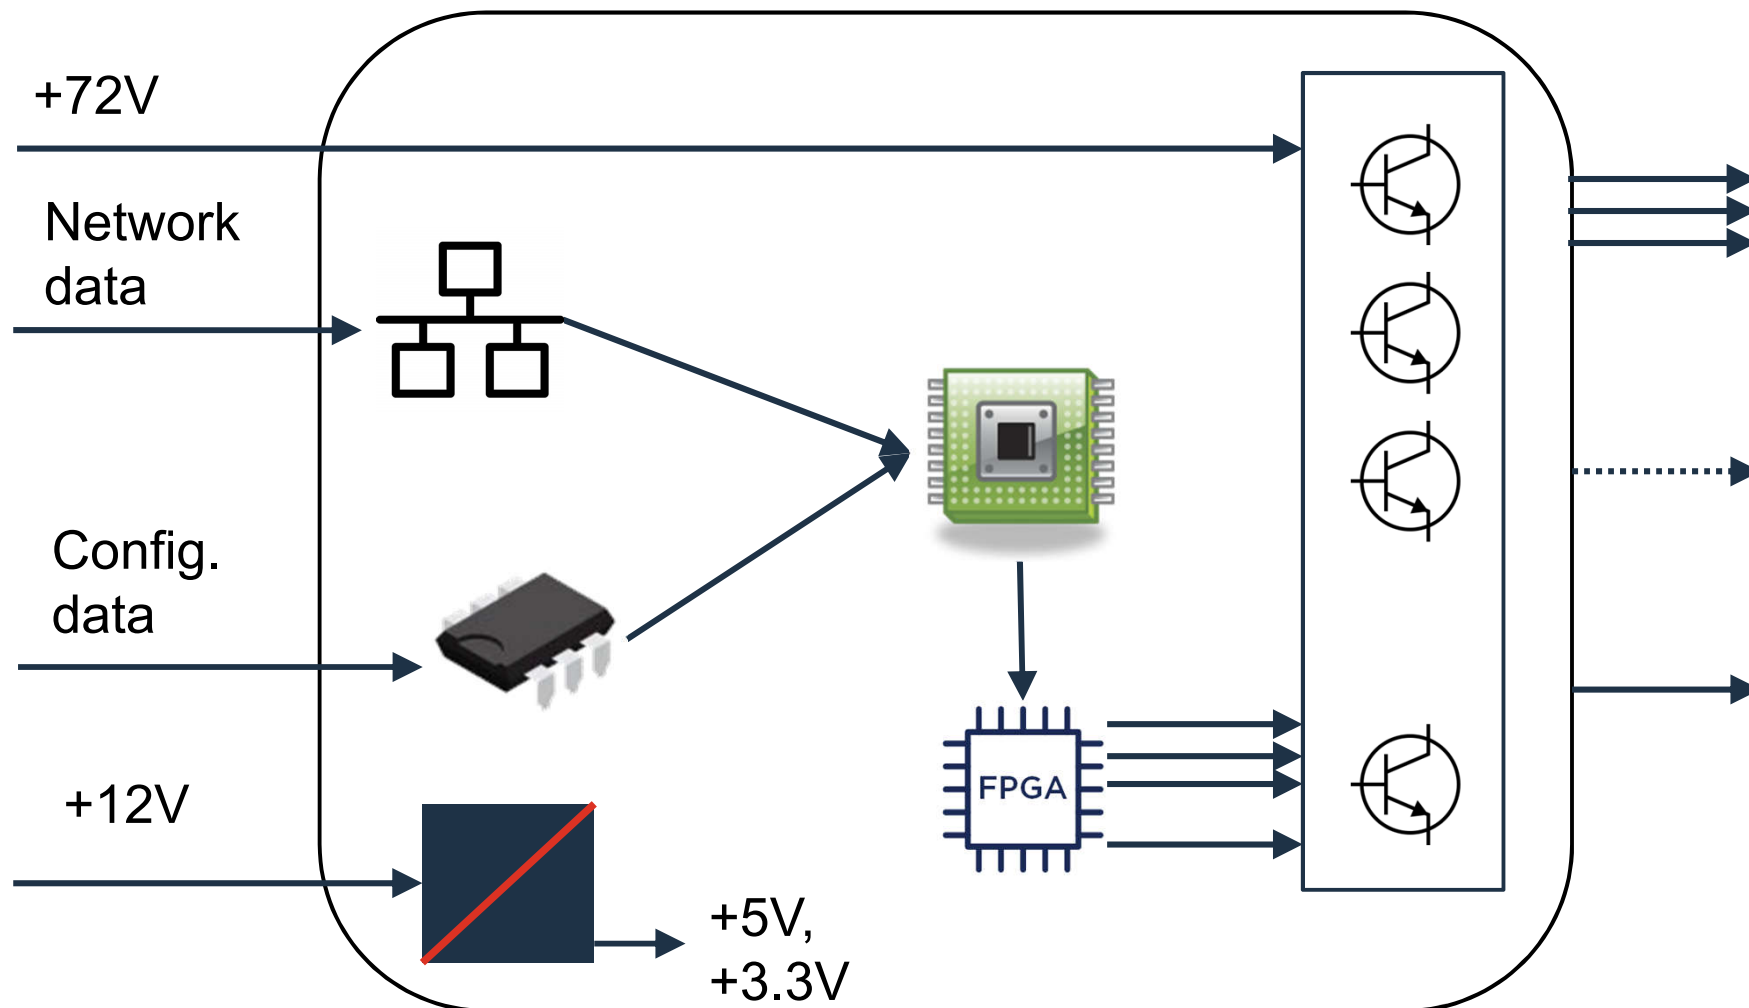 +72V
Network
data
Config.
data
+12V
FPGA
+5V,
+3.3V